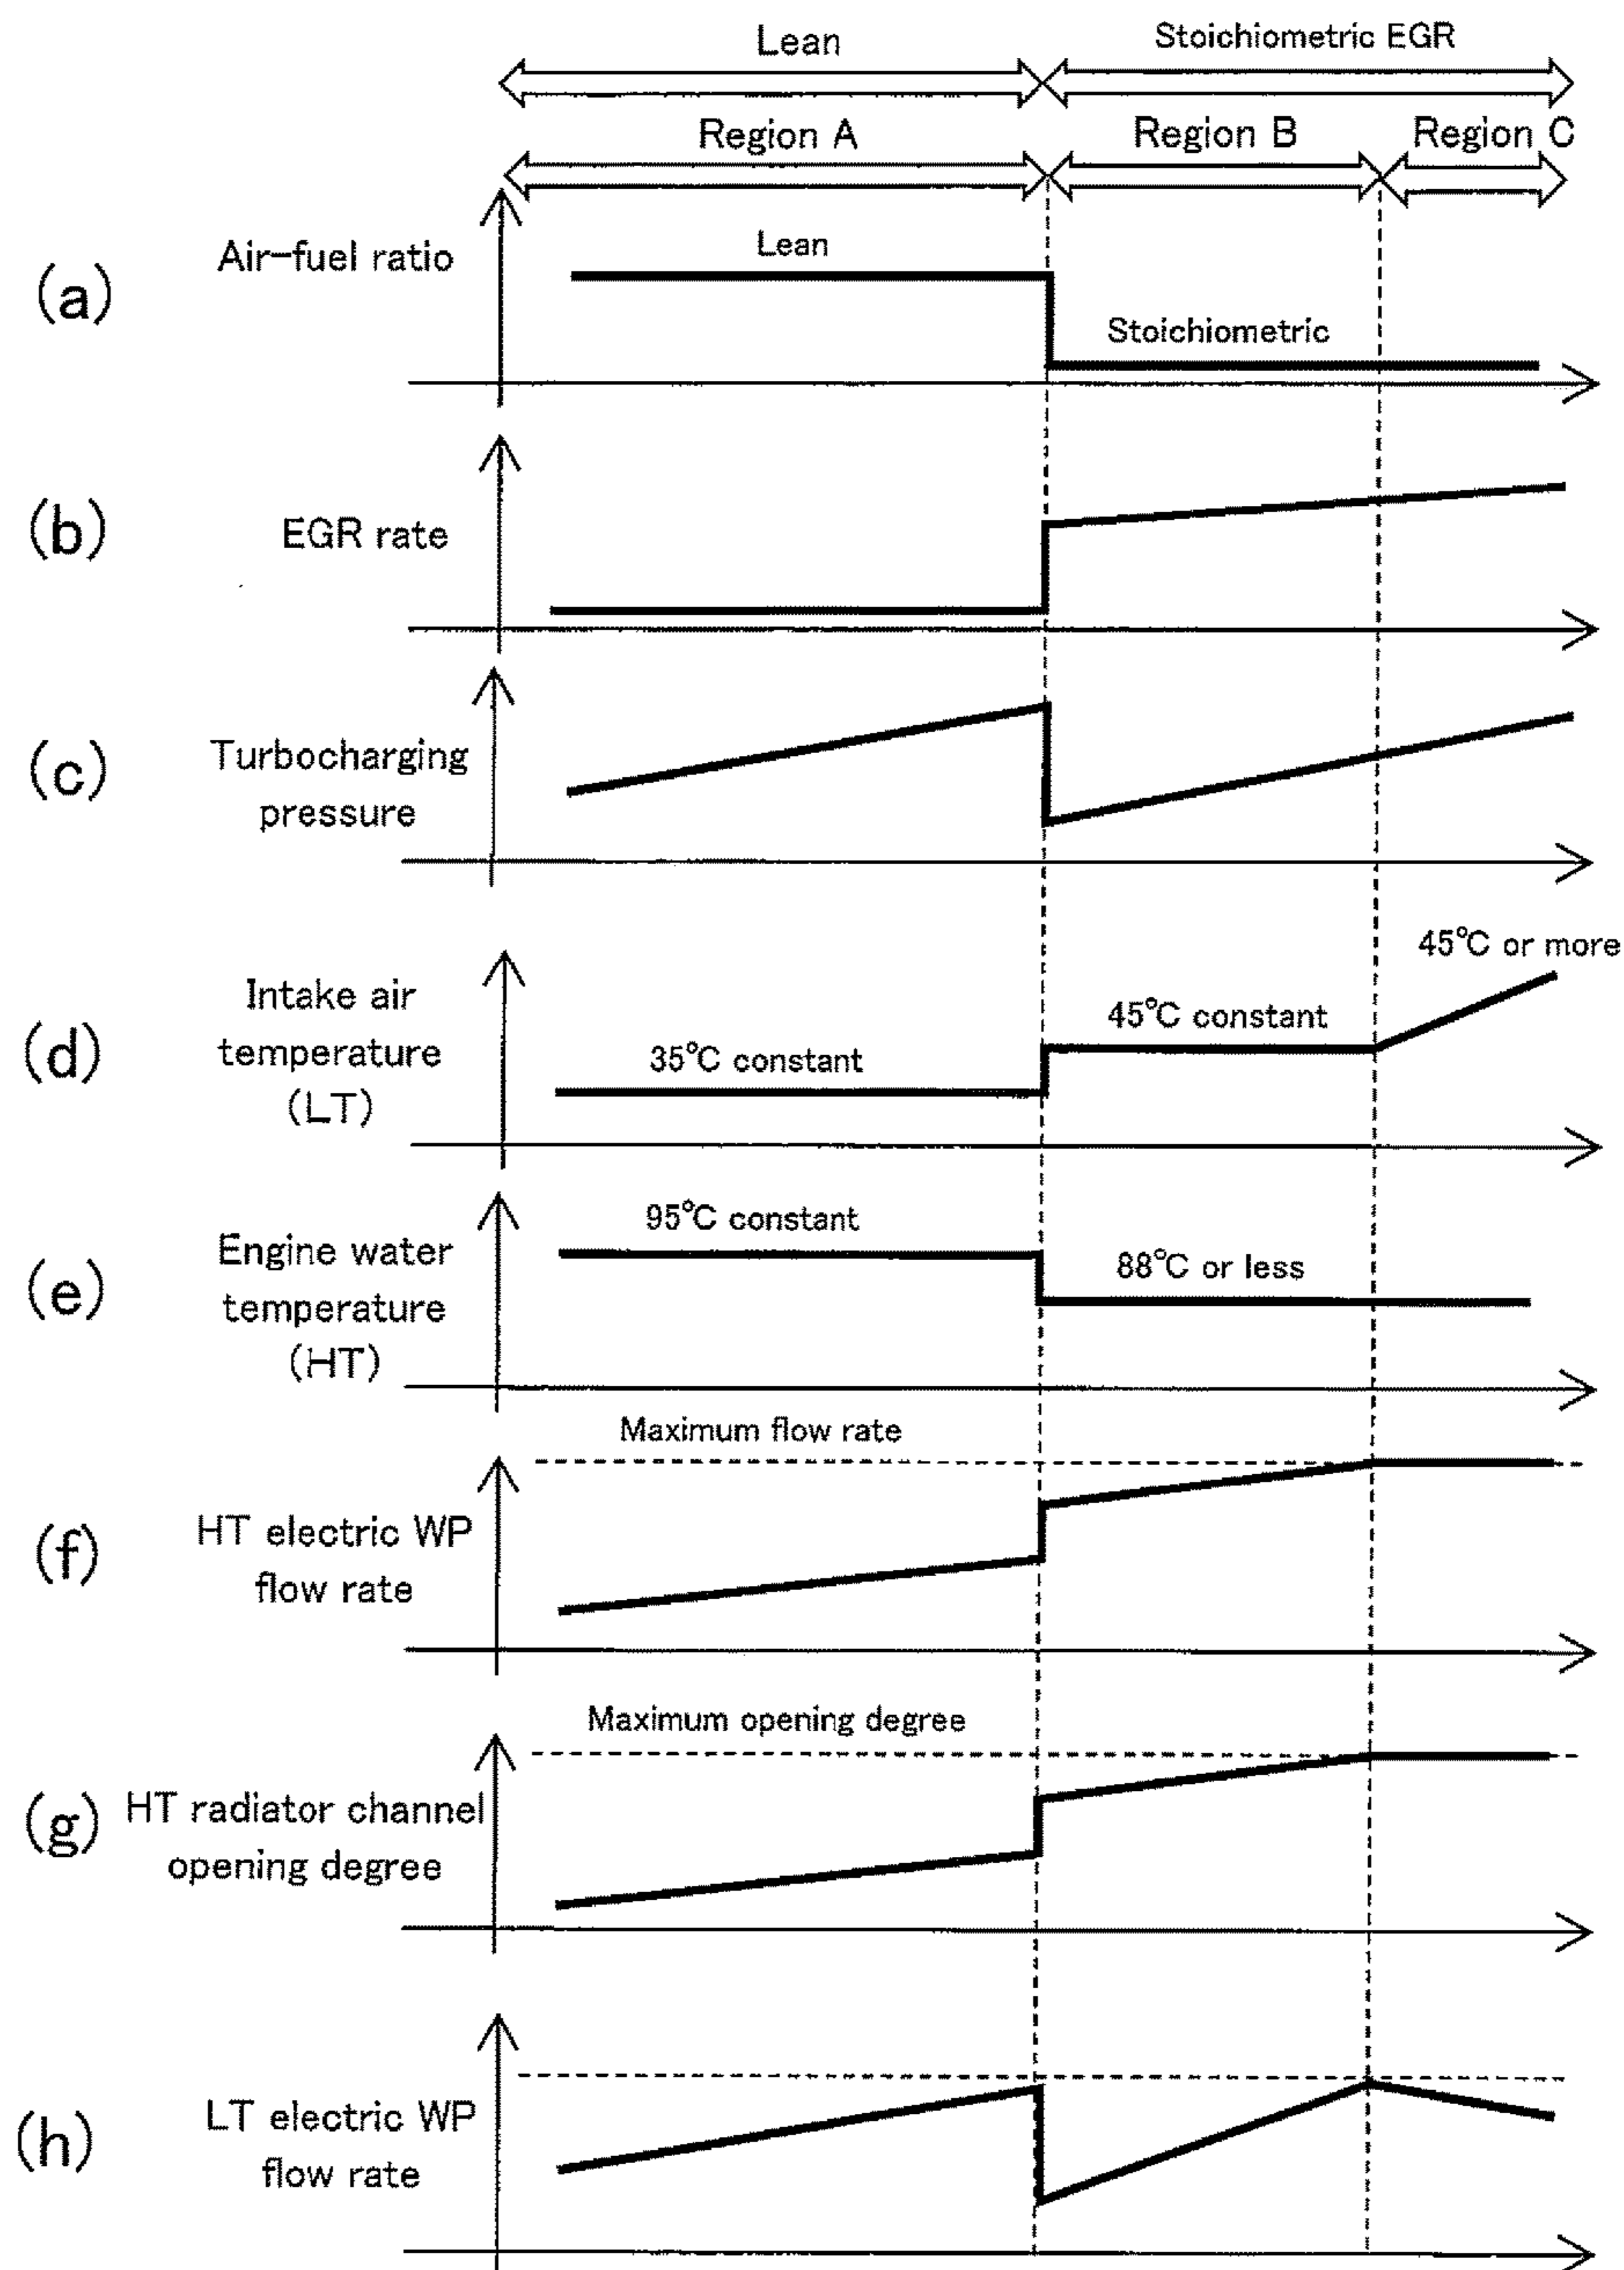 Lean
Stoichiometric EGR
Region A
Region B
Region C
(a)
Air-fuel ratio
Lean
Stoichiometric
(b)
EGR rate
(c)
Turbocharging
pressure
(d)
Intake air
temperature
(LT)
35℃ constant
45℃ constant
45℃ or more
(e)
Engine water
temperature
(HT)
95℃ constant
88℃ or less
Maximum flow rate
(f)
HT electric WP
flow rate
Maximum opening degree
(g)
HT radiator channel
opening degree
(h)
LT electric WP
flow rate